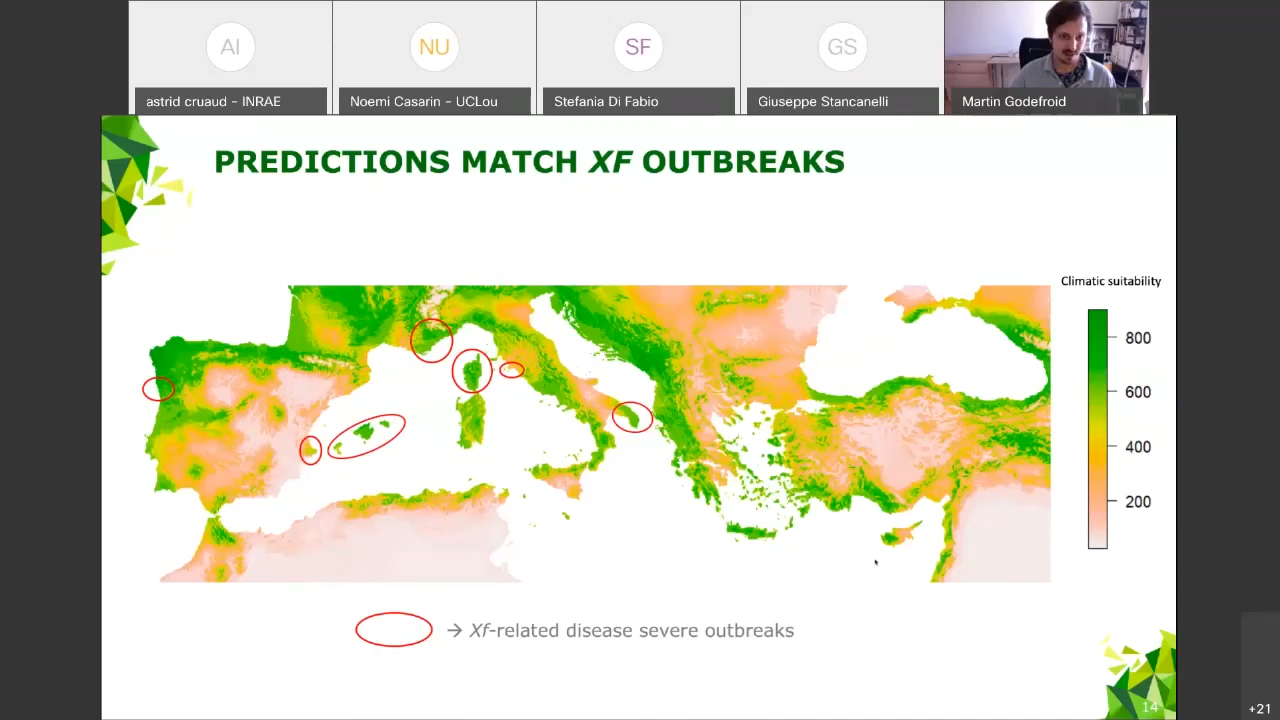 AI
NU
SF
GS
astrid cruaud - INRAE
Noemi Casarin - UCLou
Stefania Di Fabio
Giuseppe Stancanelli
Martin Godefroid
PREDICTIONS MATCH XF OUTBREAKS
Climatic suitability
800
600
400
200
→ Xf-related disease severe outbreaks
14
+21